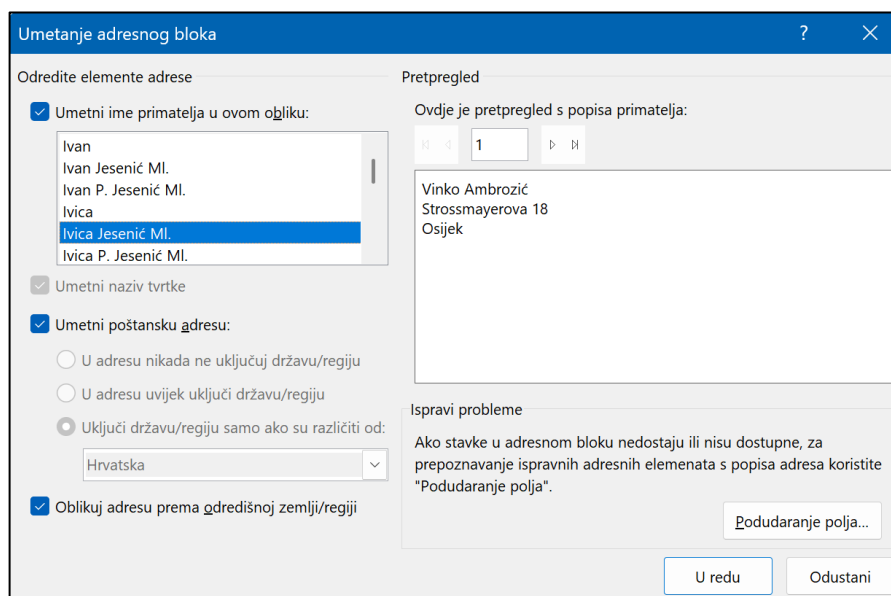 Umetanje adresnog bloka
?
Odredite elemente adrese
Umetni ime primatelja u ovom obliku:
Ivan
Ivan Jesenić Ml.
Ivan P. Jesenić Ml.
Ivica
Ivica Jesenić Ml.
Ivica P. Jesenić Ml.
Umetni naziv tvrtke
Umetni poštansku adresu:
U adresu nikada ne uključuj državu/regiju
U adresu uvijek uključi državu/regiju
Uključi državu/regiju samo ako su različiti od:
Hrvatska
Oblikuj adresu prema odredišnoj zemlji/regiji
Pretpregled
Ovdje je pretpregled s popisa primatelja:
1
Vinko Ambrozić
Strossmayerova 18
Osijek
Ispravi probleme
Ako stavke u adresnom bloku nedostaju ili nisu dostupne, za
prepoznavanje ispravnih adresnih elemenata s popisa adresa koristite
"Podudaranje polja".
Podudaranje polja...
U redu
Odustani